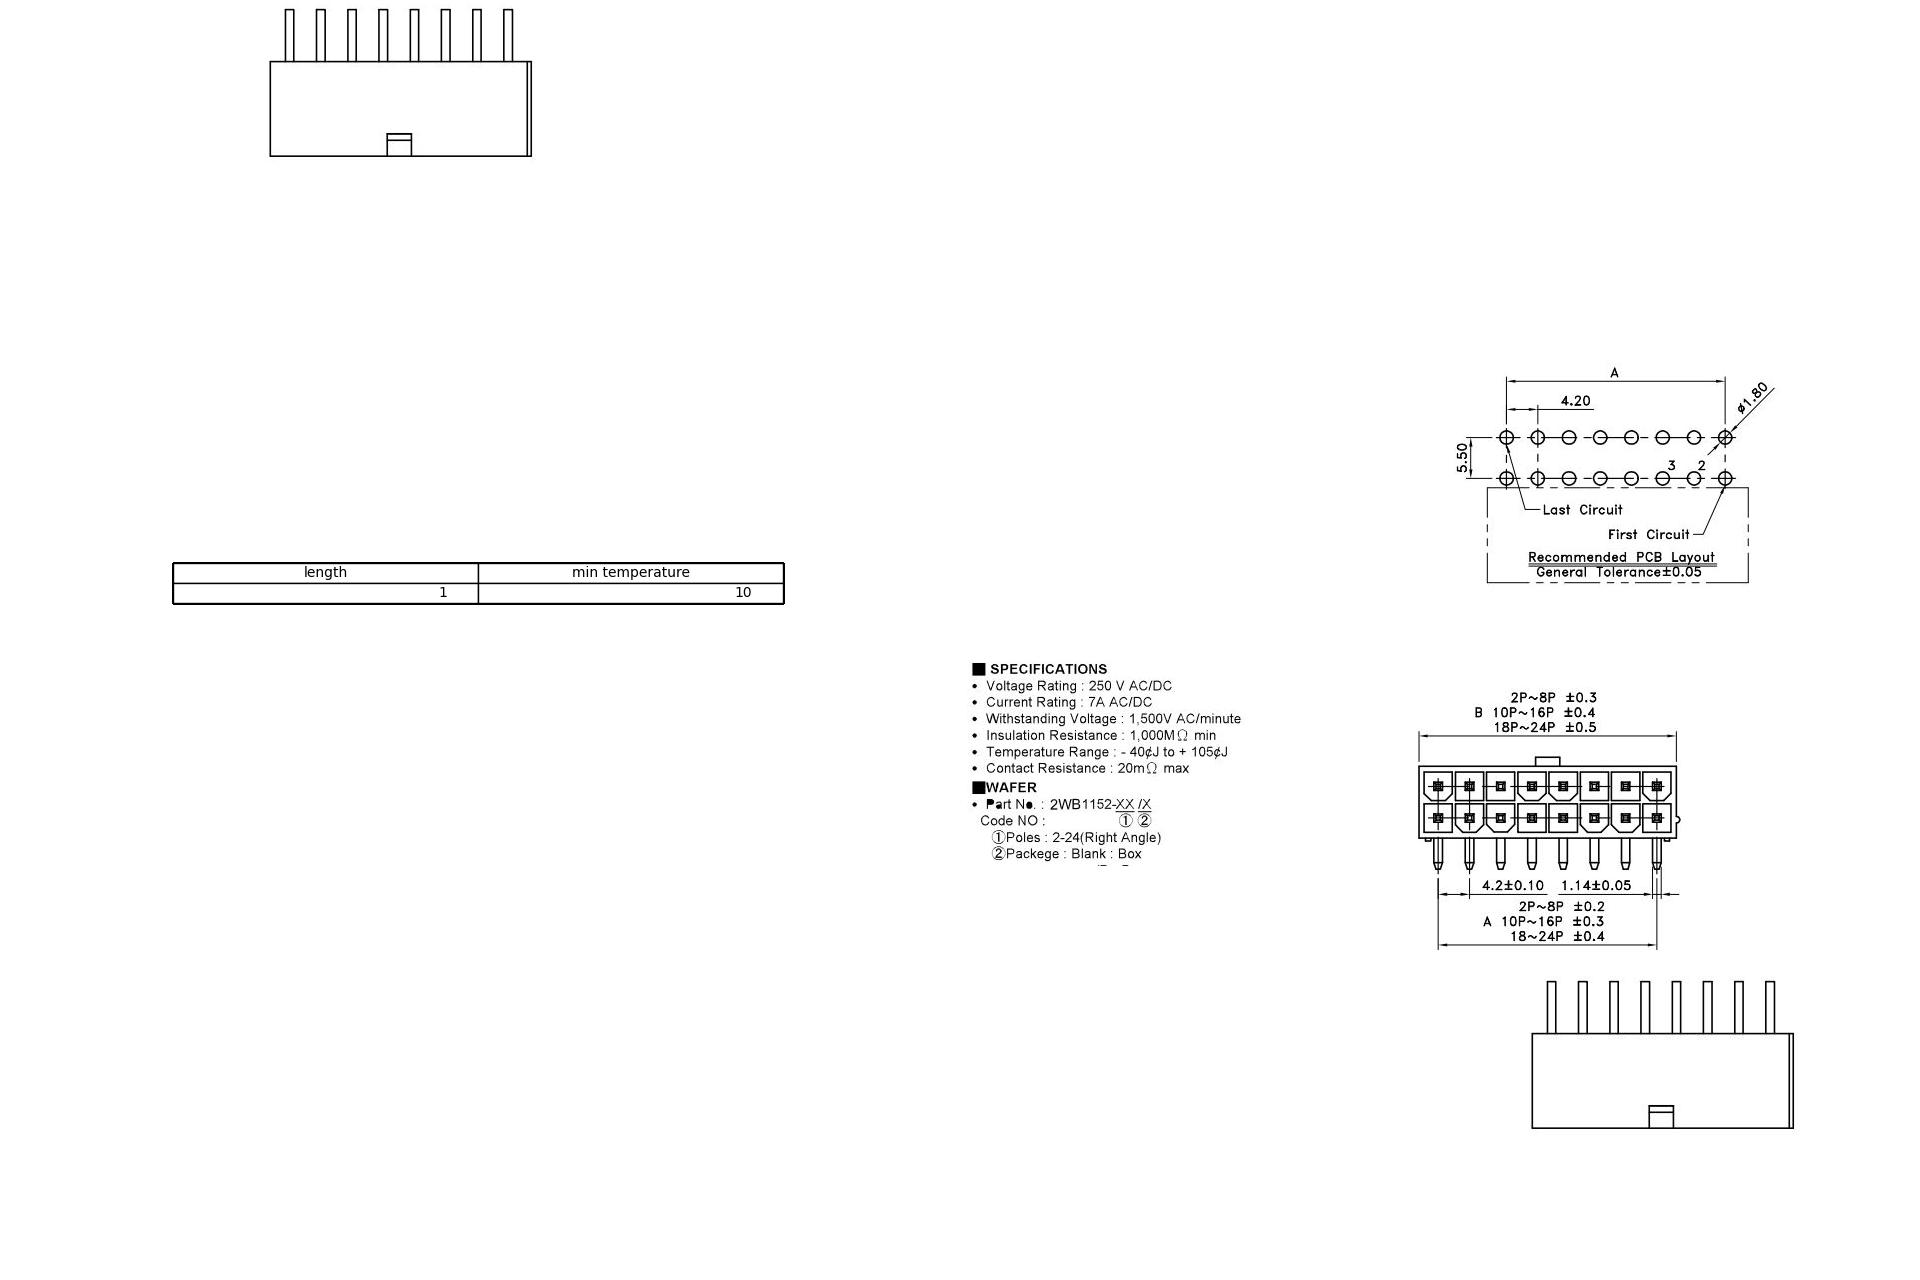 A
4.20
ø1.80
5.50
3 2
Last Circuit
First Circuit
Recommended PCB Layout
General Tolerance±0.05
length min temperature
1 10
■ SPECIFICATIONS
• Voltage Rating : 250 V AC/DC
• Current Rating : 7A AC/DC
• Withstanding Voltage : 1,500V AC/minute
• Insulation Resistance : 1,000MΩ min
• Temperature Range : - 40¢J to + 105¢J
• Contact Resistance : 20mΩ max
■WAFER
• Part No. : 2WB1152-XX /X
Code NO : ① ②
①Poles : 2-24(Right Angle)
②Packege : Blank : Box
2P~8P ±0.3
B 10P~16P ±0.4
18P~24P ±0.5
4.2±0.10 1.14±0.05
2P~8P ±0.2
A 10P~16P ±0.3
18~24P ±0.4